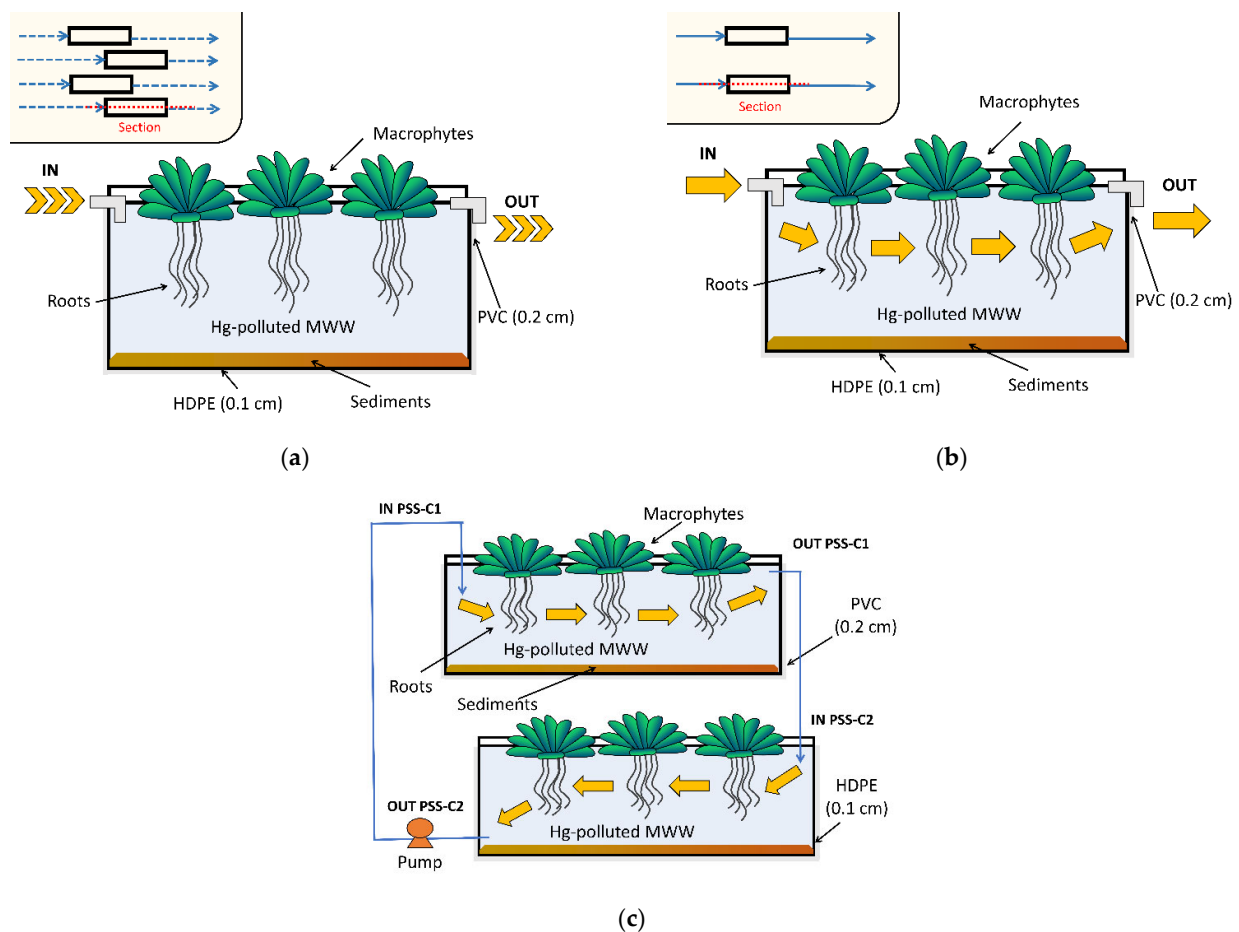 Section
Macrophytes
IN
OUT
Roots
PVC (0.2 cm)
Hg-polluted MWW
HDPE (0.1 cm)
Sediments
(a)
Section
Macrophytes
IN
OUT
Roots
PVC
(0.2 cm)
Hg-polluted MWW
HDPE (0.1 cm)
Sediments
(b)
IN PSS-C1
Macrophytes
OUT PSS-C1
PVC
(0.2 cm)
Hg-polluted MWW
Roots
Sediments
IN PSS-C2
HDPE
(0.1 cm)
OUT PSS-C2
Hg-polluted MWW
Pump
(c)